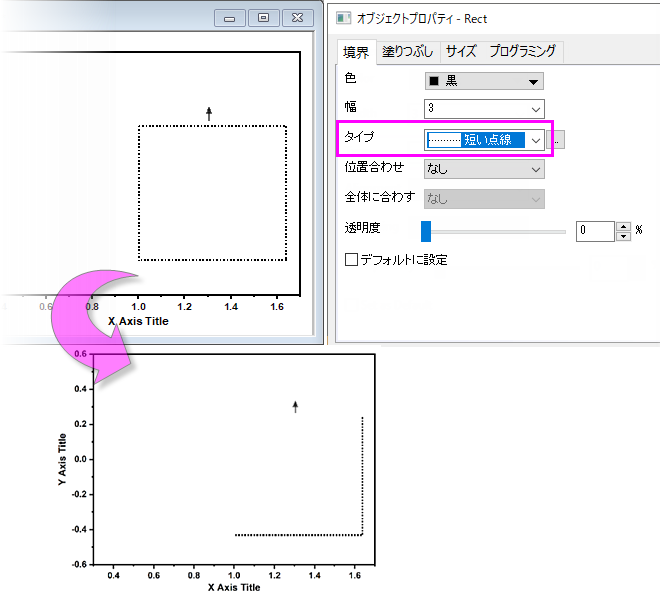 オブジェクトプロパティ - Rect
境界 塗りつぶし サイズ プログラミング
色 黒
幅 3
タイプ 短い点線 ...
位置合わせ なし
全体に合わす なし
透明度 0 %
デフォルトに設定
0.6 0.8 1.0 1.2 1.4 1.6
X Axis Title
0.6
0.4
0.2
0.0
-0.2
-0.4
-0.6
Y Axis Title
0.4 0.6 0.8 1.0 1.2 1.4 1.6
X Axis Title